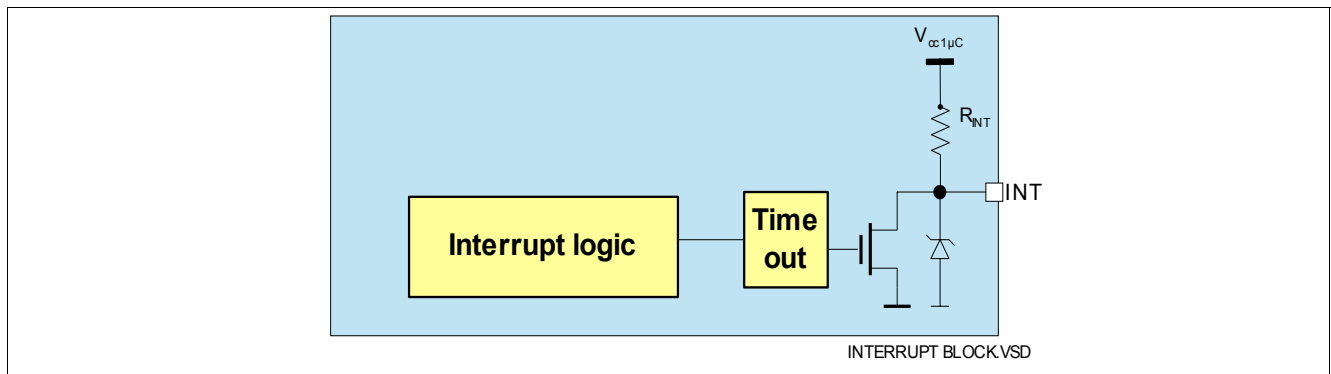 Vcc1µC
RINT
INT
Interrupt logic
Time
out
INTERRUPT BLOCK.VSD